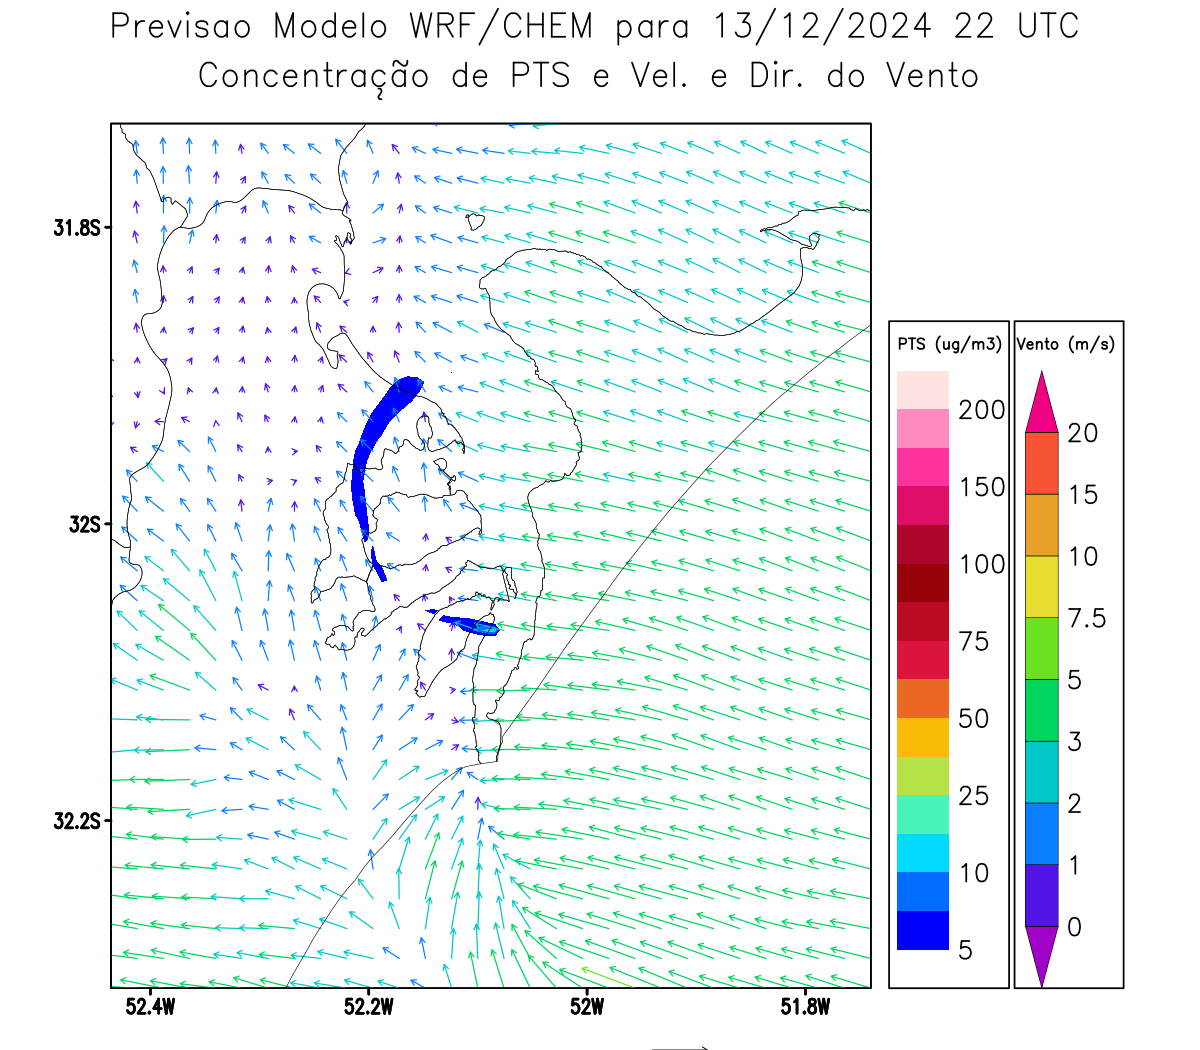 Previsao Modelo WRF/CHEM para 13/12/2024 22 UTC
Concentração de PTS e Vel. e Dir. do Vento
31.8S
32S
32.2S
52.4W
52.2W
52W
51.8W
PTS (ug/m3)
200
150
100
75
50
25
10
5
Vento (m/s)
20
15
10
7.5
5
3
2
1
0